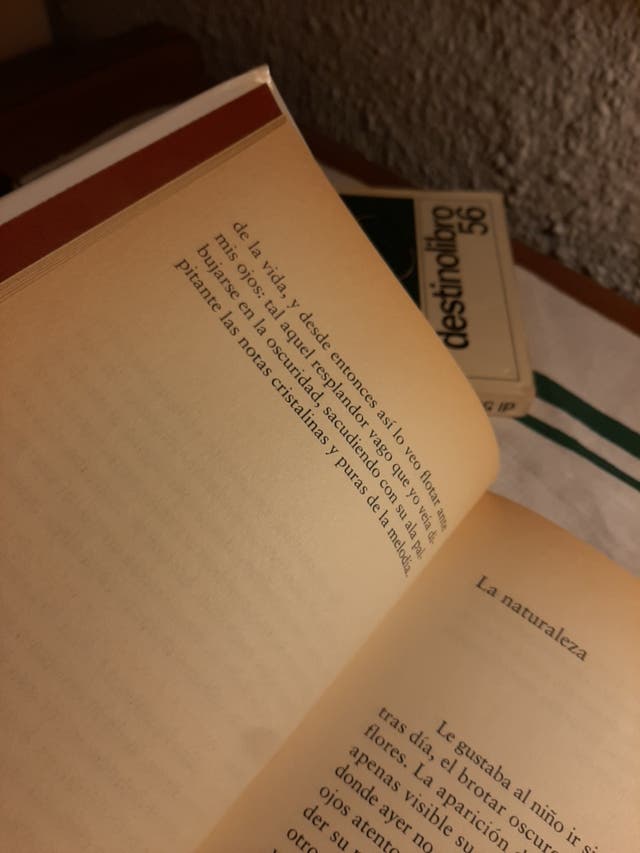 de la vida, y desde entonces así lo veo flotar ante
mis ojos: tal aquel resplandor vago que yo veía di-
bujarse en la oscuridad, sacudiendo con su ala pal-
pitante las notas cristalinas y puras de la melodía.
destinolibro
56
La naturaleza
Le gustaba al niño ir
tras día, el brotar oscuro
flores. La aparición
apenas visible su
donde ayer no
ojos atento
der su
otro